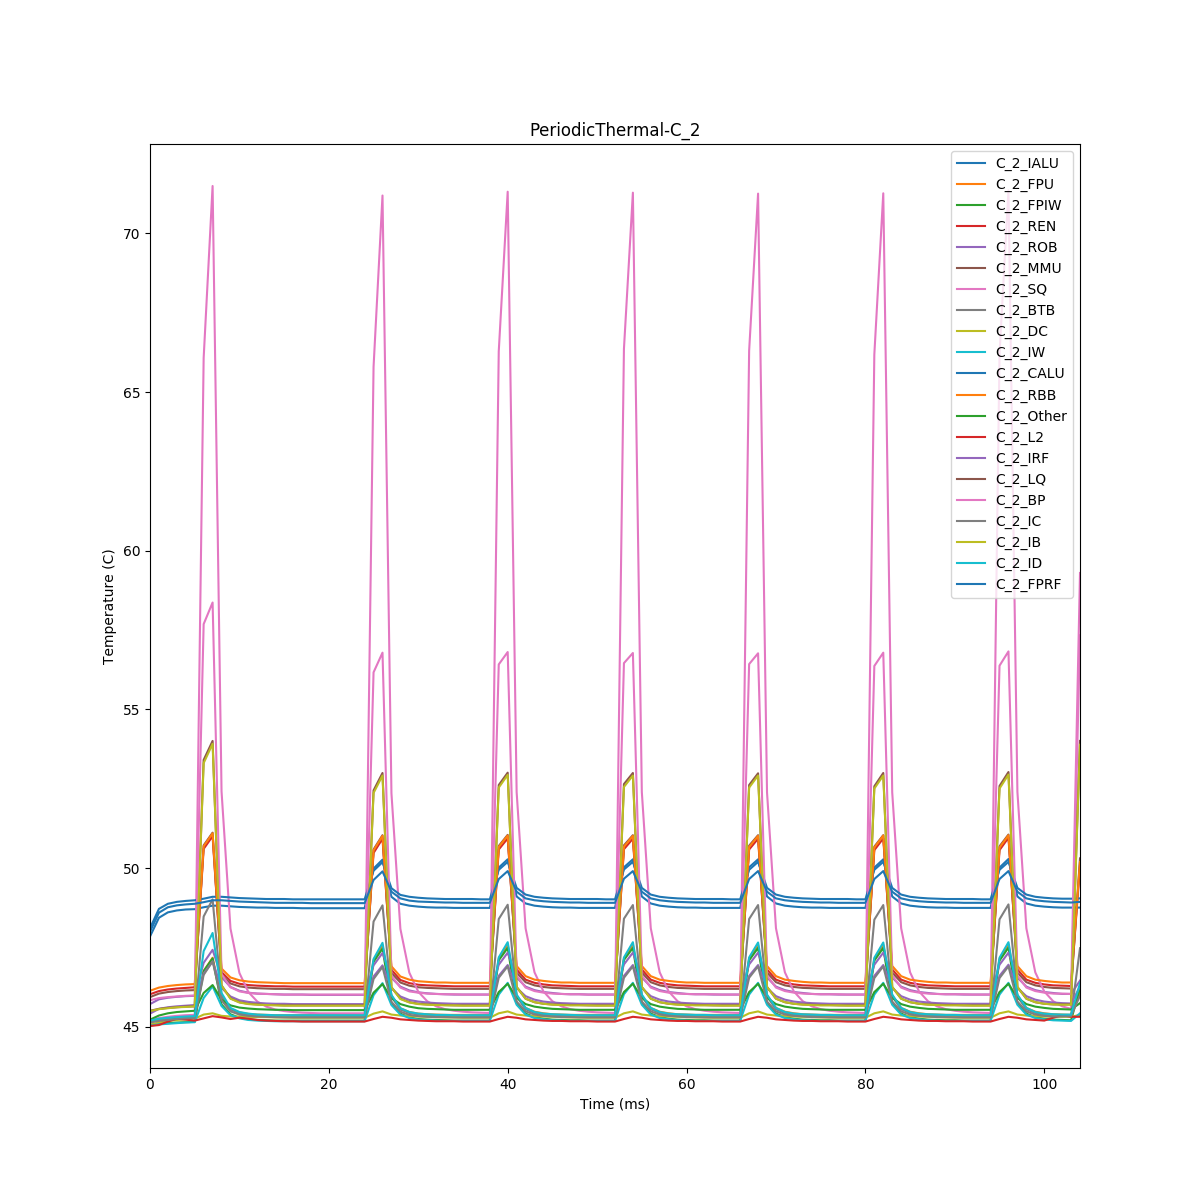 PeriodicThermal-C_2
C_2_IALU
C_2_FPU
C_2_FPIW
C_2_REN
C_2_ROB
C_2_MMU
C_2_SQ
C_2_BTB
C_2_DC
C_2_IW
C_2_CALU
C_2_RBB
C_2_Other
C_2_L2
C_2_IRF
C_2_LQ
C_2_BP
C_2_IC
C_2_IB
C_2_ID
C_2_FPRF
Temperature (C)
70
65
60
55
50
45
0 20 40 60 80 100
Time (ms)